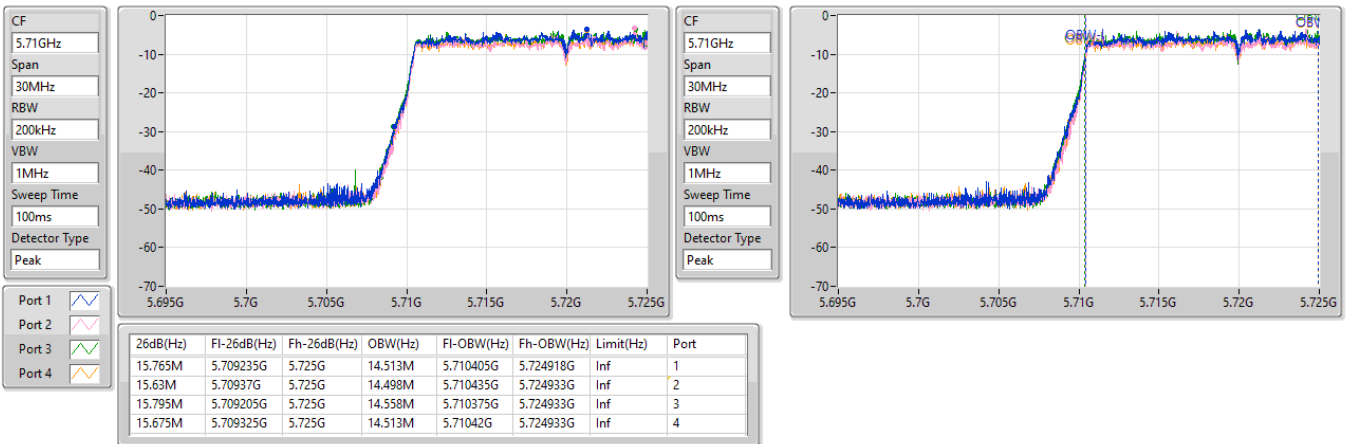 CF
5.71GHz
Span
30MHz
RBW
200kHz
VBW
1MHz
Sweep Time
100ms
Detector Type
Peak
Port 1
Port 2
Port 3
Port 4
0-
-10-
-20-
-30-
-40-
-50-
-60-
-70-
5.695G 5.7G 5.705G 5.71G 5.715G 5.72G 5.725G
CF
5.71GHz
Span
30MHz
RBW
200kHz
VBW
1MHz
Sweep Time
100ms
Detector Type
Peak
0-
-10-
-20-
-30-
-40-
-50-
-60-
-70-
OBW-L
5.695G 5.7G 5.705G 5.71G 5.715G 5.72G 5.725G
26dB(Hz) Fl-26dB(Hz) Fh-26dB(Hz) OBW(Hz) Fl-OBW(Hz) Fh-OBW(Hz) Limit(Hz) Port
15.765M 5.709235G 5.725G 14.513M 5.710405G 5.724918G Inf 1
15.63M 5.70937G 5.725G 14.498M 5.710435G 5.724933G Inf 2
15.795M 5.709205G 5.725G 14.558M 5.710375G 5.724933G Inf 3
15.675M 5.709325G 5.725G 14.513M 5.71042G 5.724933G Inf 4